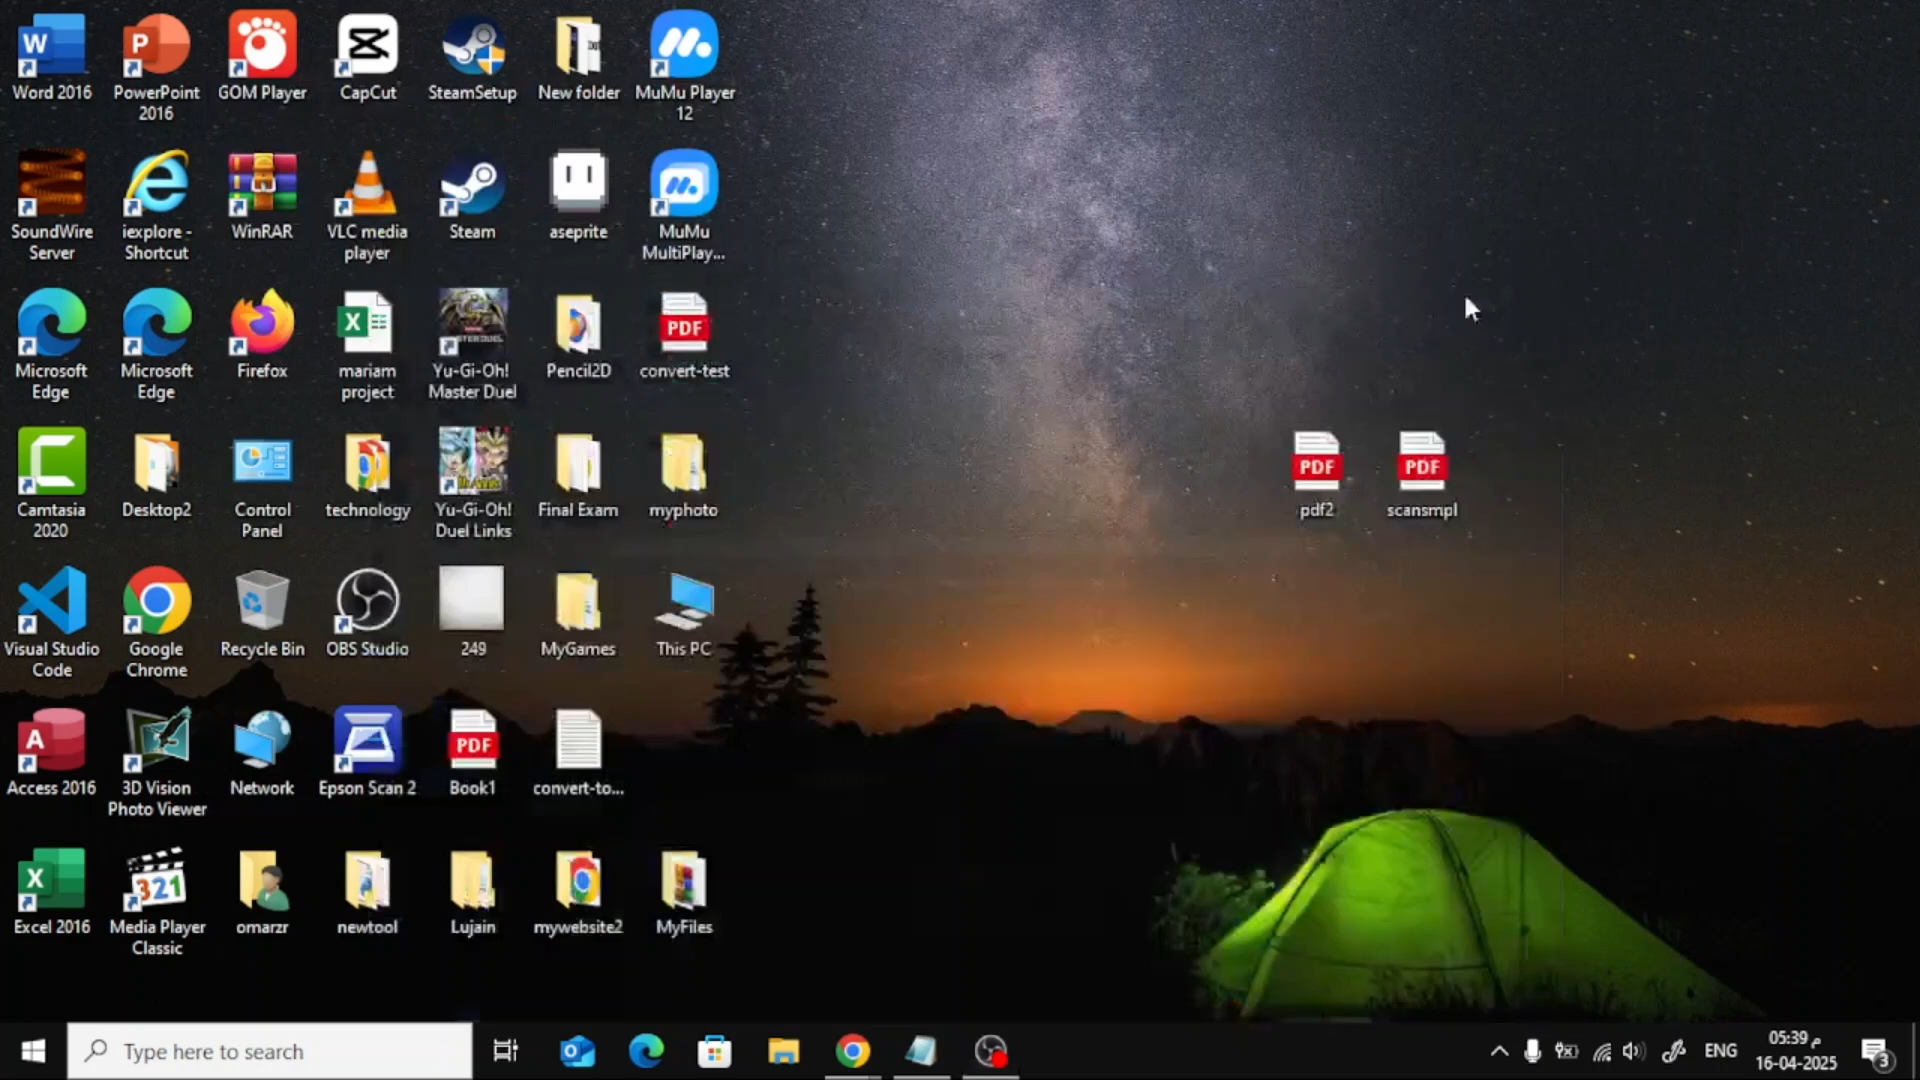 Word 2016
PowerPoint
2016
GOM Player
CapCut
SteamSetup
New folder
MuMu Player
12
SoundWire
Server
iexplore -
Shortcut
WinRAR
VLC media
player
Steam
aseprite
MuMu
MultiPlay...
Microsoft
Edge
Microsoft
Edge
Firefox
mariam
project
Yu-Gi-Oh!
Master Duel
Pencil2D
PDF
convert-test
Camtasia
2020
Desktop2
Control
Panel
technology
Yu-Gi-Oh!
Duel Links
Final Exam
myphoto
PDF
pdf2
PDF
scansmpl
Visual Studio
Code
Google
Chrome
Recycle Bin
OBS Studio
249
MyGames
This PC
Access 2016
3D Vision
Photo Viewer
Network
Epson Scan 2
PDF
Book1
convert-to...
Excel 2016
321
Media Player
Classic
omarzr
newtool
Lujain
mywebsite2
MyFiles
Type here to search
ENG
05:39 م
16-04-2025
3